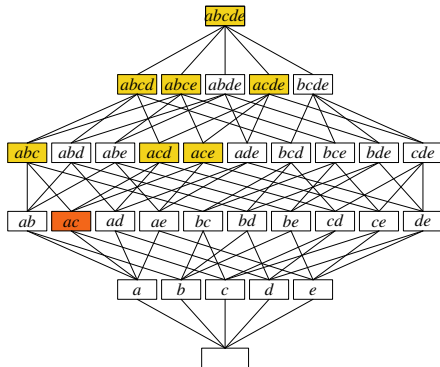 abcde
abcd abce abde acde bcde
abc abd abe acd ace ade bcd bce bde cde
ab ac ad ae bc bd be cd ce de
a b c d e